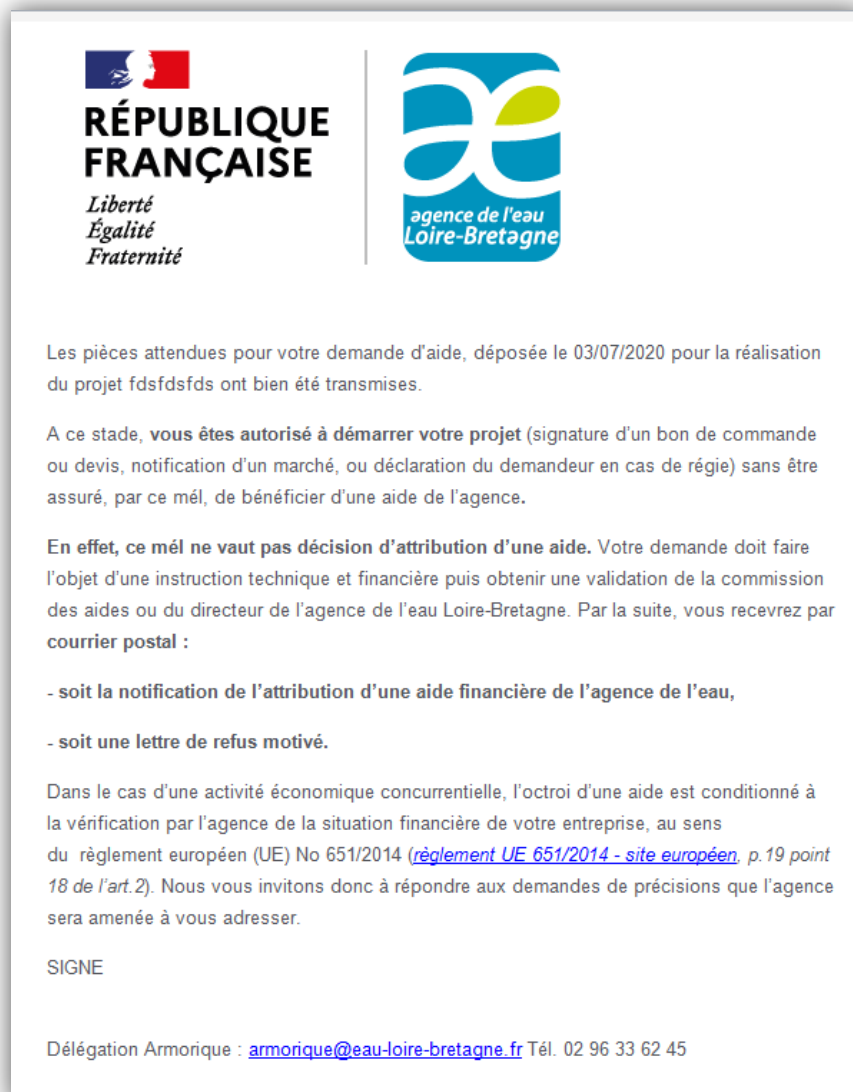 RÉPUBLIQUE
FRANÇAISE
Liberté
Égalité
Fraternité
agence de l'eau
Loire-Bretagne
Les pièces attendues pour votre demande d'aide, déposée le 03/07/2020 pour la réalisation
du projet fdsfdsfds ont bien été transmises.
A ce stade, vous êtes autorisé à démarrer votre projet (signature d'un bon de commande
ou devis, notification d'un marché, ou déclaration du demandeur en cas de régie) sans être
assuré, par ce mél, de bénéficier d'une aide de l'agence.
En effet, ce mél ne vaut pas décision d'attribution d'une aide. Votre demande doit faire
l'objet d'une instruction technique et financière puis obtenir une validation de la commission
des aides ou du directeur de l'agence de l'eau Loire-Bretagne. Par la suite, vous recevrez par
courrier postal :
- soit la notification de l'attribution d'une aide financière de l'agence de l'eau,
- soit une lettre de refus motivé.
Dans le cas d'une activité économique concurrentielle, l'octroi d'une aide est conditionné à
la vérification par l'agence de la situation financière de votre entreprise, au sens
du  règlement européen (UE) No 651/2014 (règlement UE 651/2014 - site européen, p.19 point
18 de l'art.2). Nous vous invitons donc à répondre aux demandes de précisions que l'agence
sera amenée à vous adresser.
SIGNE
Délégation Armorique : armorique@eau-loire-bretagne.fr Tél. 02 96 33 62 45